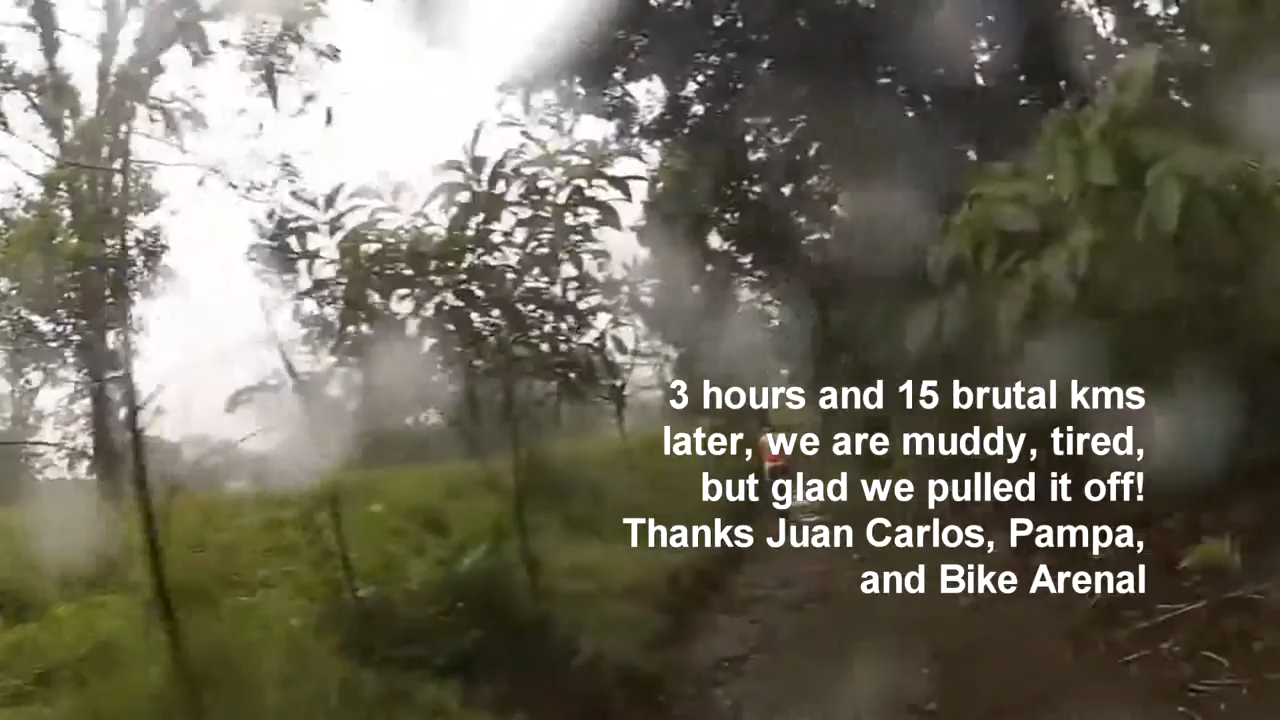 3 hours and 15 brutal kms
later, we are muddy, tired,
but glad we pulled it off!
Thanks Juan Carlos, Pampa,
and Bike Arenal